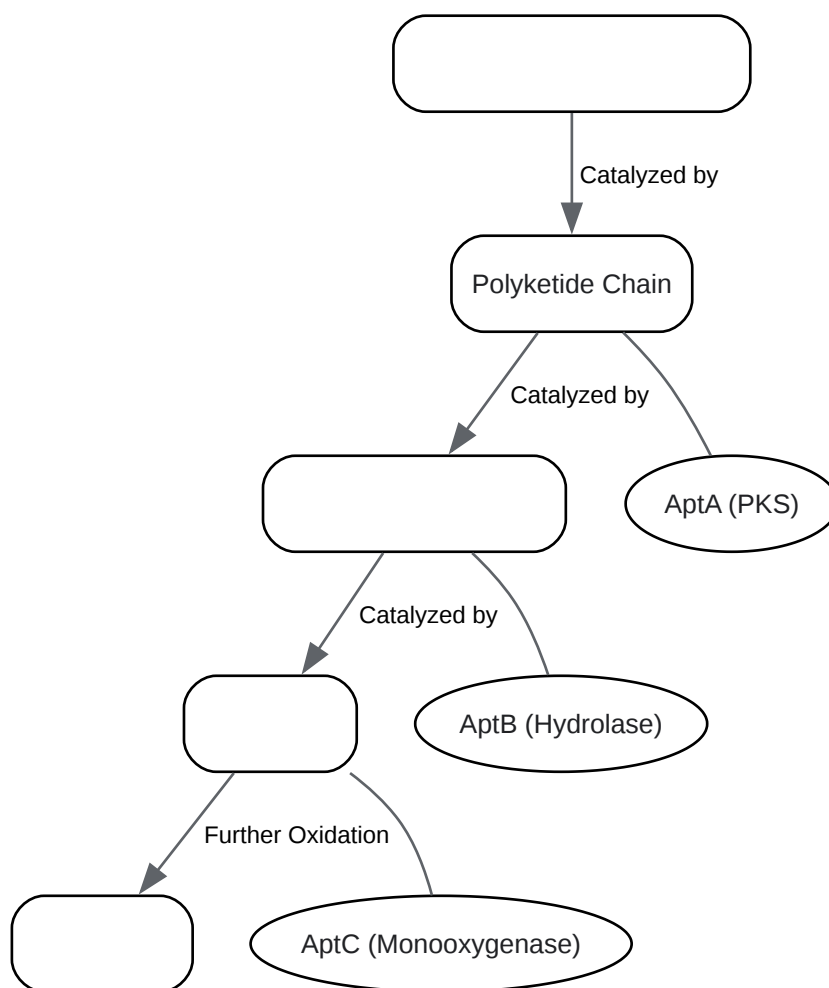 Catalyzed by
Polyketide Chain
Catalyzed by
AptA (PKS)
Catalyzed by
AptB (Hydrolase)
Further Oxidation
AptC (Monooxygenase)